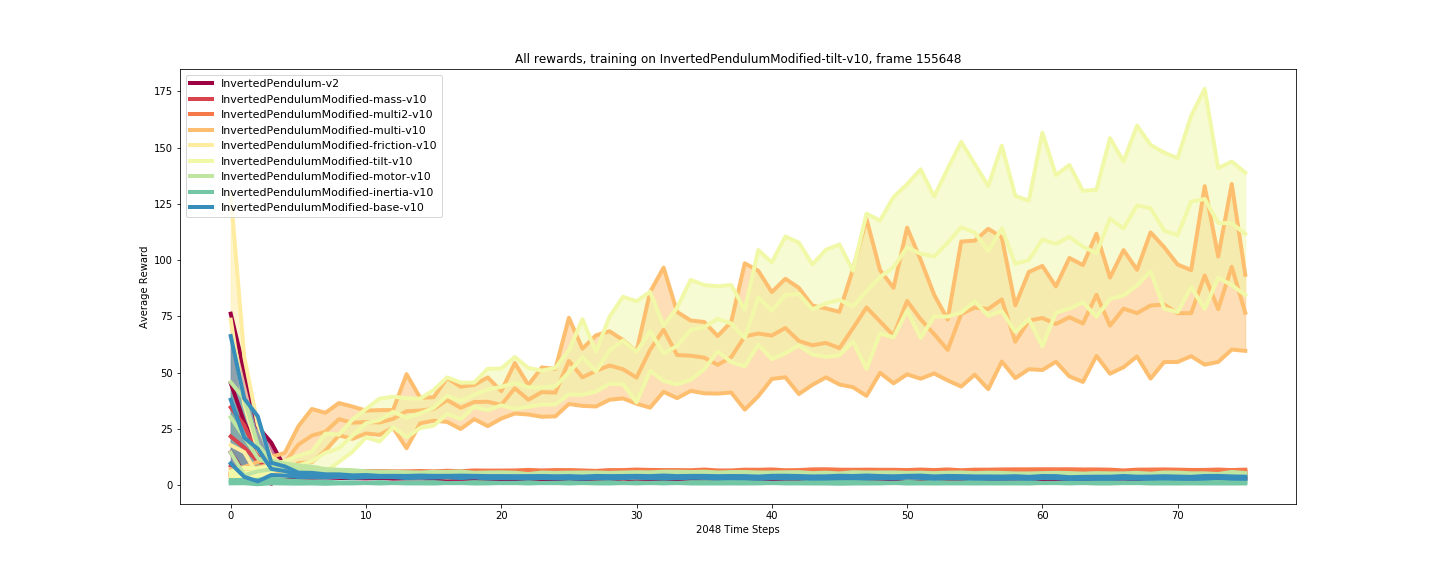 All rewards, training on InvertedPendulumModified-tilt-v10, frame 155648
InvertedPendulum-v2
InvertedPendulumModified-mass-v10
InvertedPendulumModified-multi2-v10
InvertedPendulumModified-multi-v10
InvertedPendulumModified-friction-v10
InvertedPendulumModified-tilt-v10
InvertedPendulumModified-motor-v10
InvertedPendulumModified-inertia-v10
InvertedPendulumModified-base-v10
Average Reward
175
150
125
100
75
50
25
0
0 10 20 30 40 50 60 70
2048 Time Steps